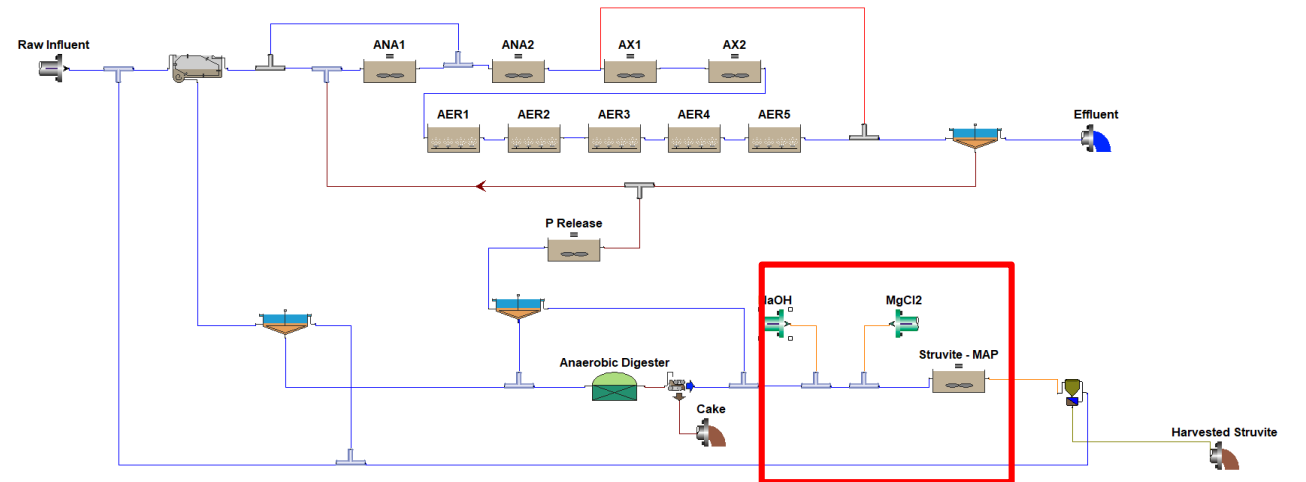 Raw Influent
ANA1
ANA2
AX1
AX2
AER1
AER2
AER3
AER4
AER5
Effluent
P Release
NaOH
MgCl2
Struvite - MAP
Anaerobic Digester
Cake
Harvested Struvite